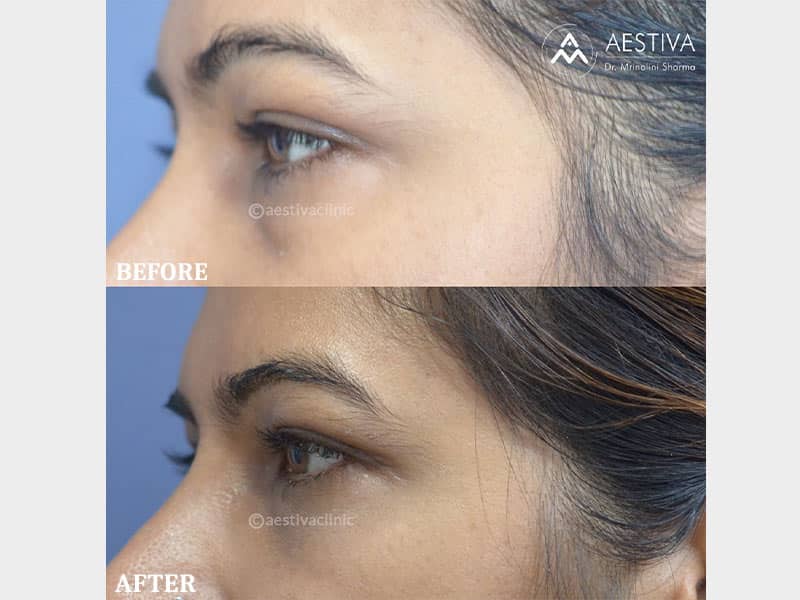 AESTIVA
Dr. Mrinalini Sharma
©aestivaclinic
BEFORE
©aestivaclinic
AFTER